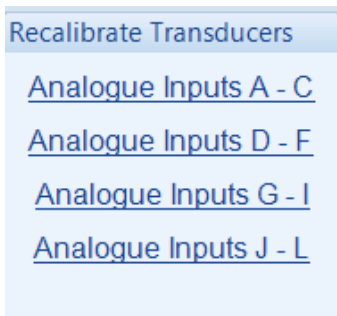 Recalibrate Transducers
Analogue Inputs A - C
Analogue Inputs D - F
Analogue Inputs G - I
Analogue Inputs J - L